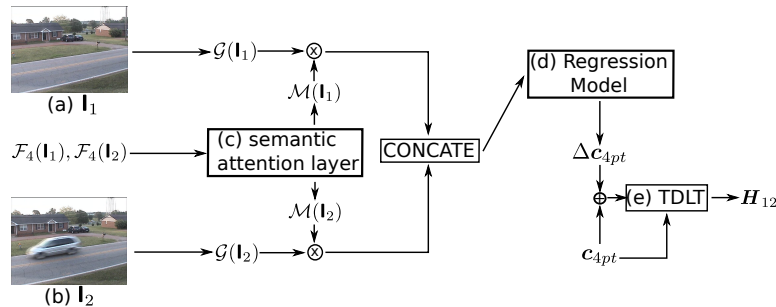 (a) I₁
𝒢(I₁)
⊗
ℳ(I₁)
ℱ₄(I₁), ℱ₄(I₂)
(c) semantic
attention layer
ℳ(I₂)
𝒢(I₂)
⊗
(b) I₂
CONCATE
(d) Regression
Model
Δc₄ₚₜ
⊕
(e) TDLT
H₁₂
c₄ₚₜ